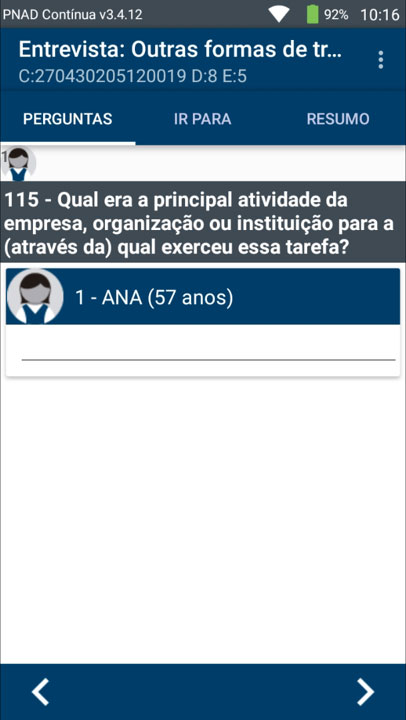 PNAD Contínua v3.4.12 92% 10:16
Entrevista: Outras formas de tr...
C:270430205120019 D:8 E:5
PERGUNTAS IR PARA RESUMO
1
115 - Qual era a principal atividade da
empresa, organização ou instituição para a
(através da) qual exerceu essa tarefa?
1 - ANA (57 anos)